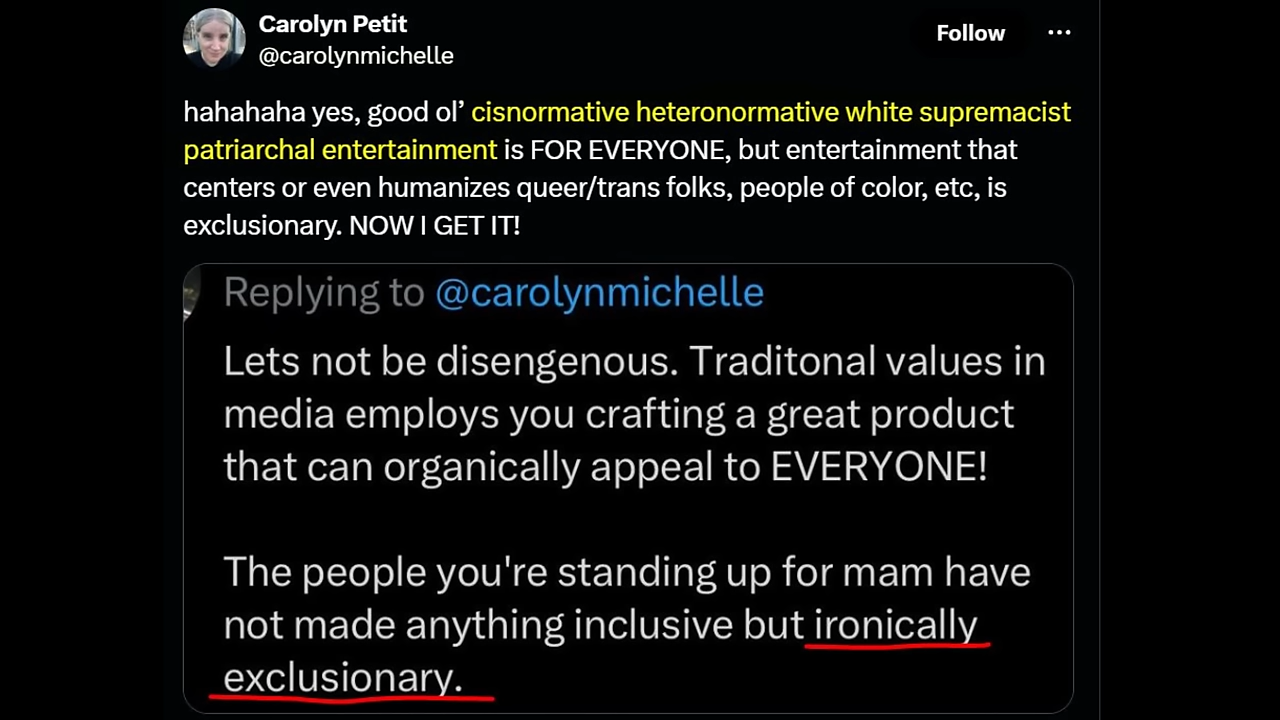 Carolyn Petit
@carolynmichelle
Follow
hahahaha yes, good ol’ cisnormative heteronormative white supremacist
patriarchal entertainment is FOR EVERYONE, but entertainment that
centers or even humanizes queer/trans folks, people of color, etc, is
exclusionary. NOW I GET IT!
Replying to @carolynmichelle
Lets not be disengenous. Traditonal values in
media employs you crafting a great product
that can organically appeal to EVERYONE!
The people you're standing up for mam have
not made anything inclusive but ironically
exclusionary.